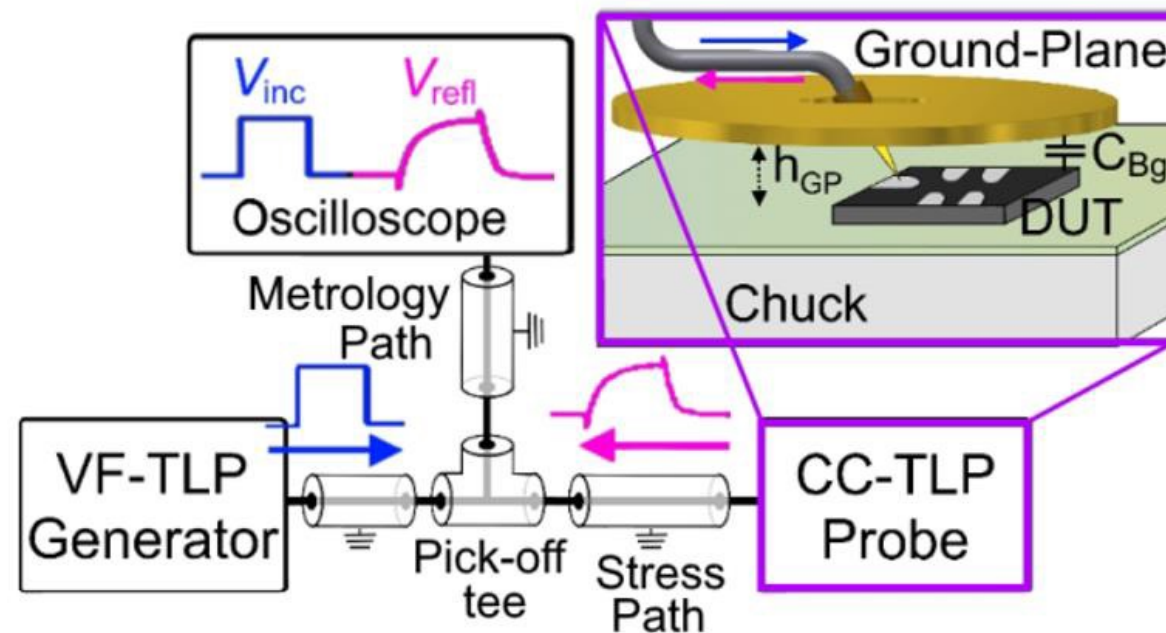 Vinc
Vrefl
Oscilloscope
Ground-Plane
hGP
CBg
DUT
Chuck
Metrology
Path
VF-TLP
Generator
Pick-off
tee
Stress
Path
CC-TLP
Probe